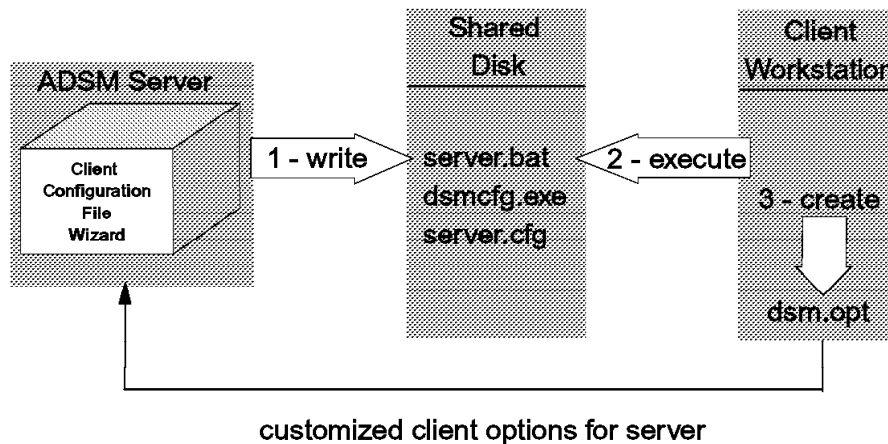 ADSM Server
Client
Configuration
File
Wizard
1 - write
Shared
Disk
server.bat
dsmcfg.exe
server.cfg
2 - execute
Client
Workstation
3 - create
dsm.opt
customized client options for server